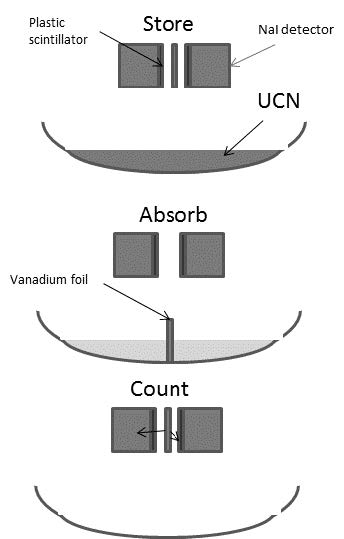 Store
Plastic
scintillator
NaI detector
UCN
Absorb
Vanadium foil
Count